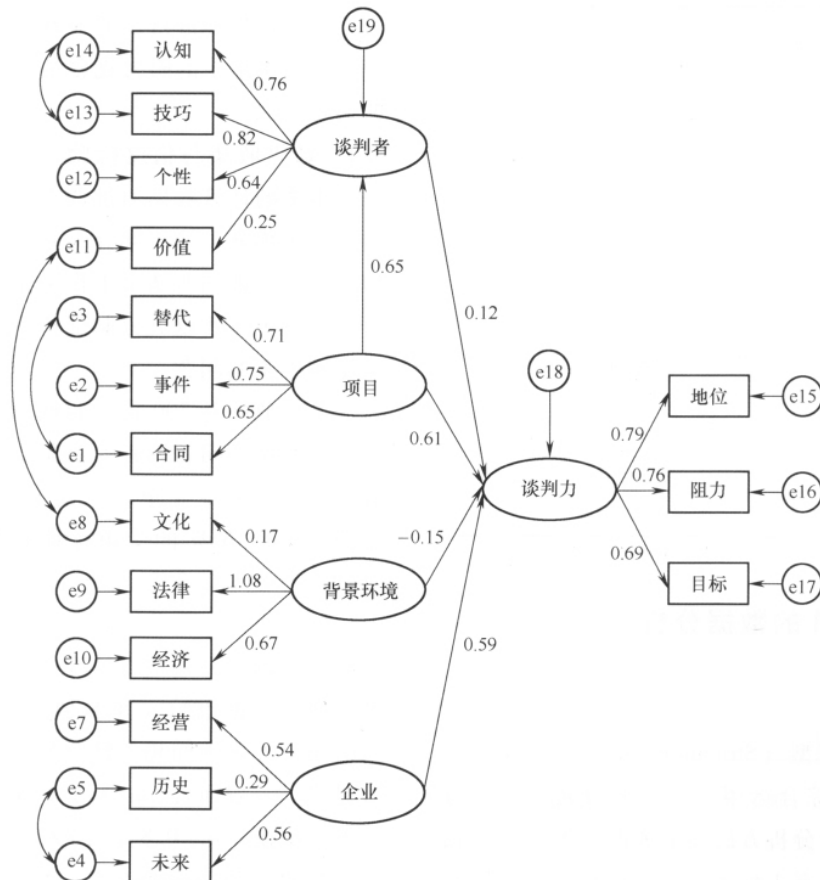 e19
e14 认知
0.76
e13 技巧
0.82
谈判者
e12 个性
0.64
0.25
e11 价值
0.65
e3 替代
0.71
0.12
e2 事件
0.75
项目
e18
地位 e15
0.65
0.61
0.79
e1 合同
谈判力
0.76
阻力 e16
e8 文化
0.17
-0.15
0.69
e9 法律
1.08
背景环境
目标 e17
0.67
0.59
e10 经济
e7 经营
0.54
e5 历史
0.29
企业
0.56
e4 未来